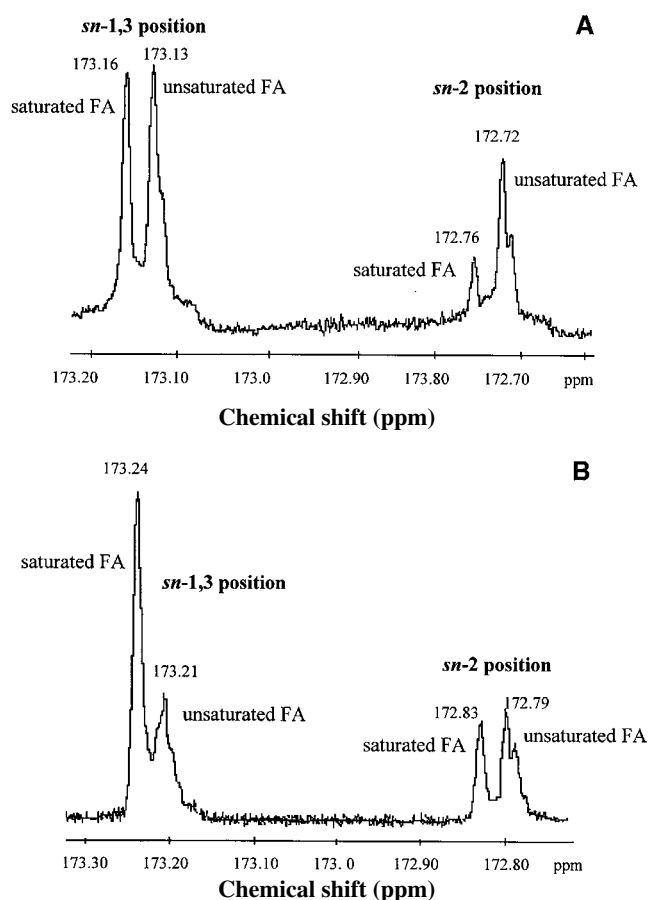 A
sn-1,3 position
173.16
173.13
saturated FA
unsaturated FA
sn-2 position
172.72
unsaturated FA
172.76
saturated FA
173.20 173.10 173.0 172.90 173.80 172.70 ppm
Chemical shift (ppm)
B
173.24
saturated FA
sn-1,3 position
173.21
unsaturated FA
sn-2 position
172.83
172.79
saturated FA
unsaturated FA
173.30 173.20 173.10 173. 0 172.90 172.80 ppm
Chemical shift (ppm)